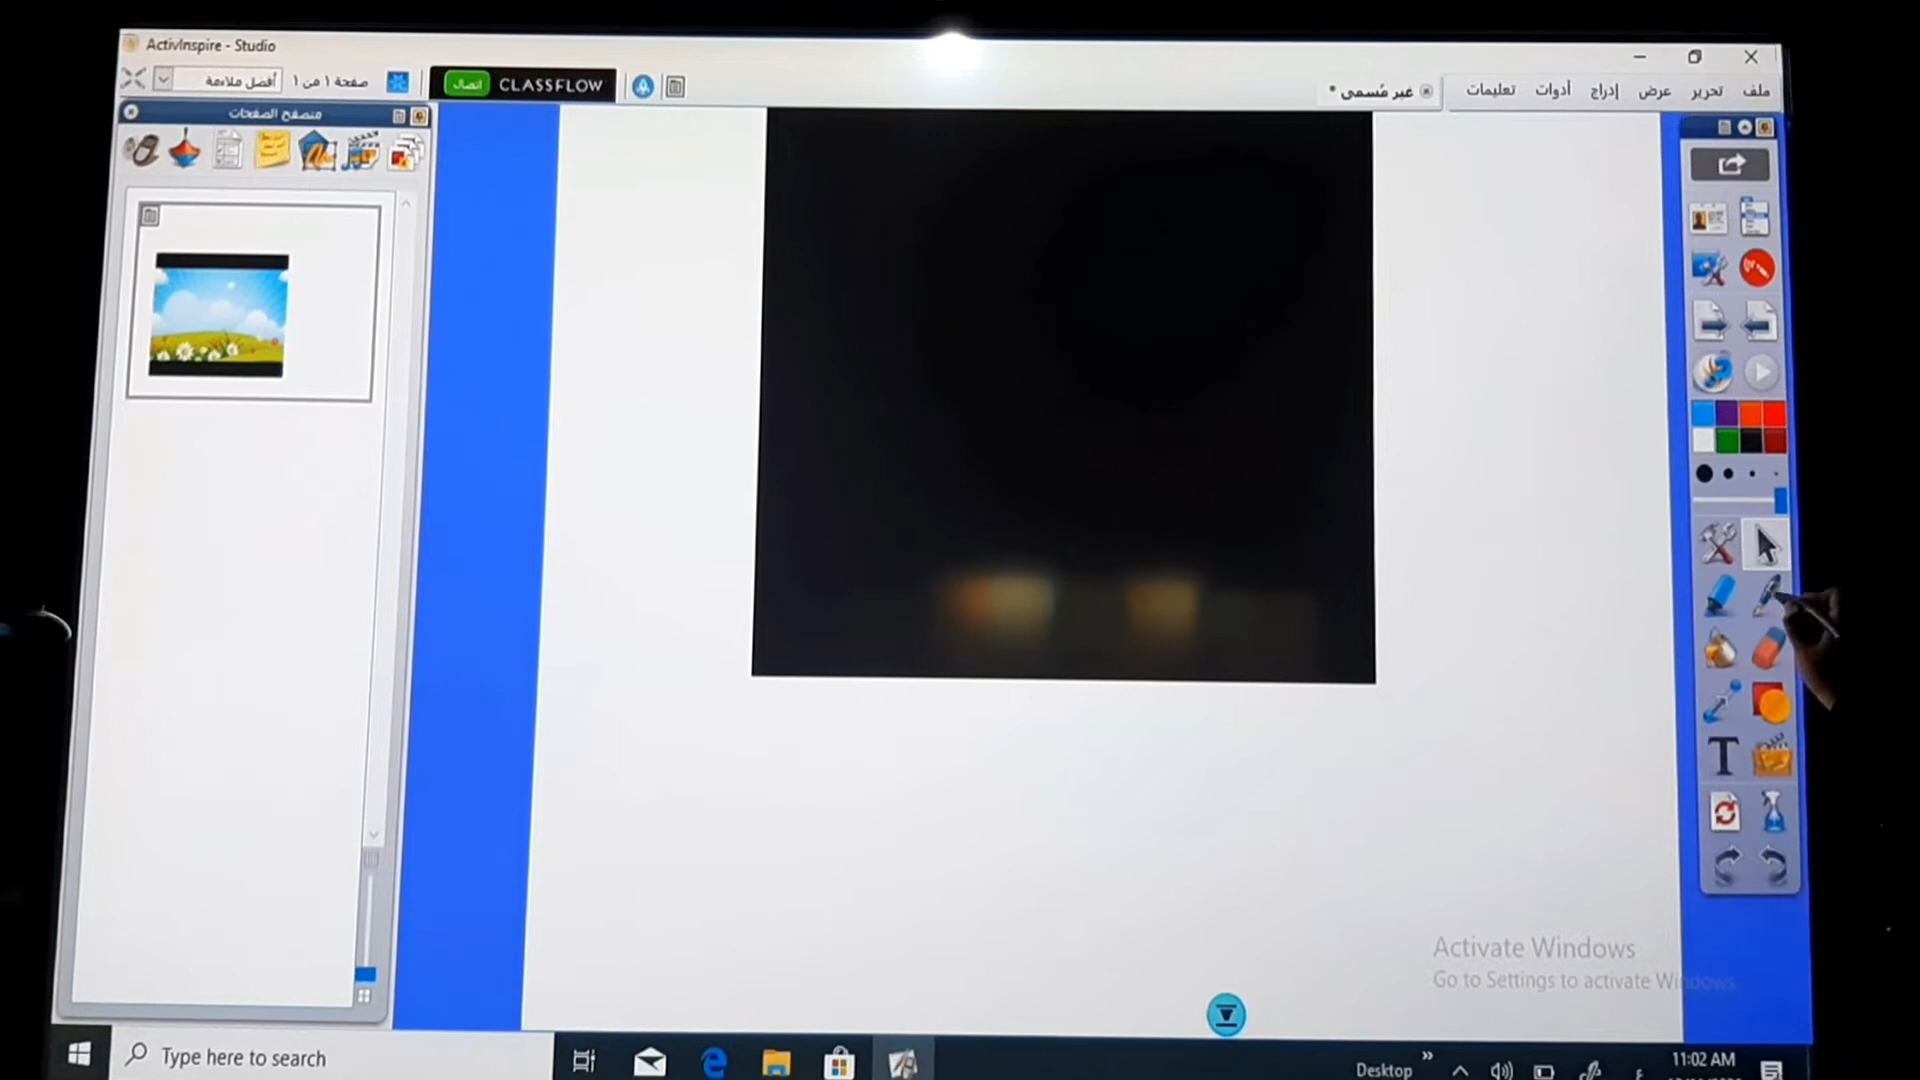 ActivInspire - Studio
أفضل ملاءمة
صفحة ١ من ١
اتصال CLASSFLOW
غير مُسمى *
ملف تحرير عرض إدراج أدوات تعليمات
متصفح الصفحات
T
Activate Windows
Go to Settings to activate Windows.
Type here to search
Desktop
11:02 AM